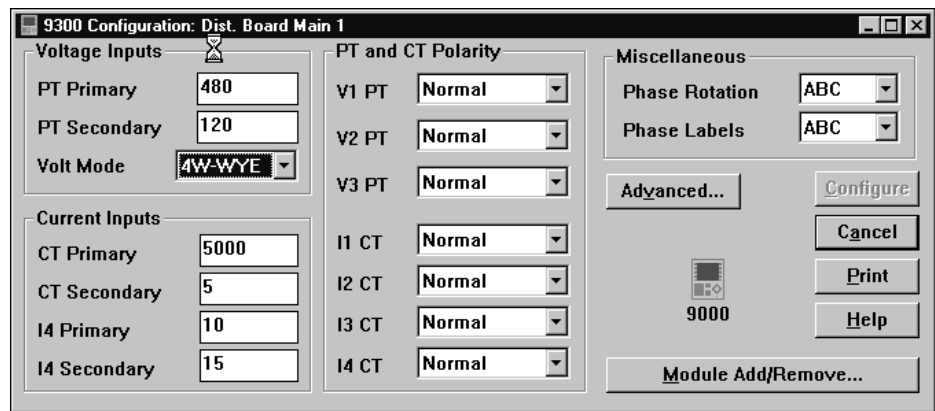 9300 Configuration: Dist. Board Main 1
Voltage Inputs
PT Primary 480
PT Secondary 120
Volt Mode 4W-WYE
Current Inputs
CT Primary 5000
CT Secondary 5
I4 Primary 10
I4 Secondary 15
PT and CT Polarity
V1 PT Normal
V2 PT Normal
V3 PT Normal
I1 CT Normal
I2 CT Normal
I3 CT Normal
I4 CT Normal
Miscellaneous
Phase Rotation ABC
Phase Labels ABC
Advanced...
Configure
Cancel
Print
Help
9000
Module Add/Remove...